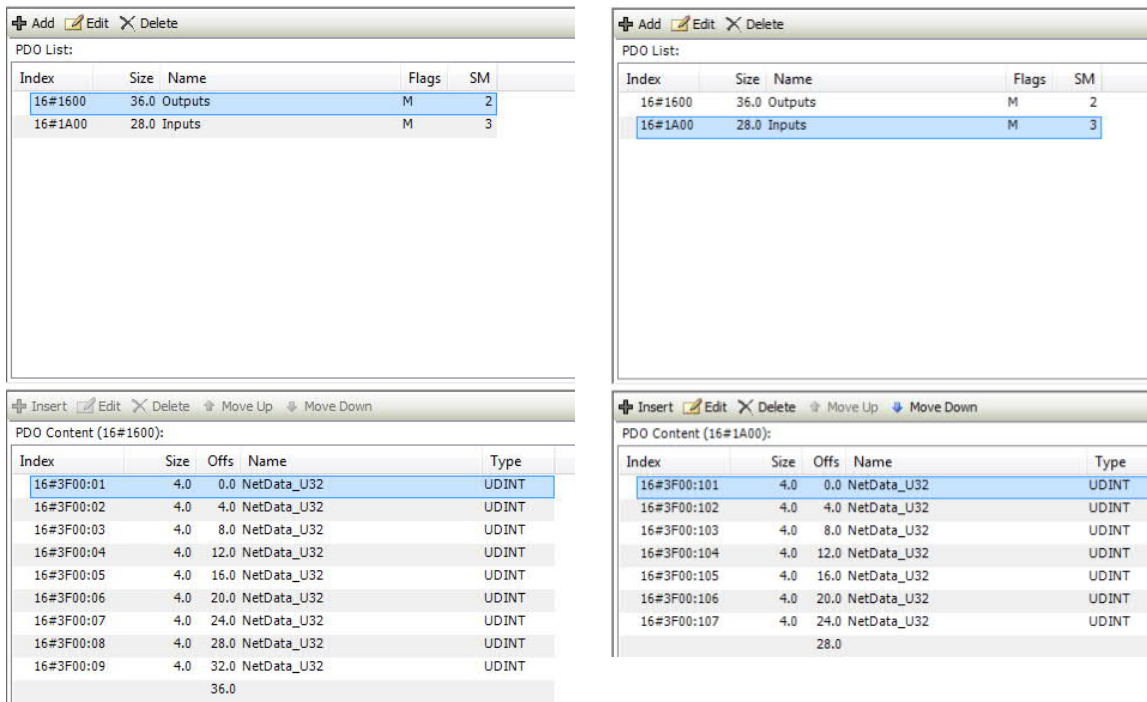 Add Edit Delete
PDO List:
Index Size Name Flags SM
16#1600 36.0 Outputs M 2
16#1A00 28.0 Inputs M 3
Insert Edit Delete Move Up Move Down
PDO Content (16#1600):
Index Size Offs Name Type
16#3F00:01 4.0 0.0 NetData_U32 UDINT
16#3F00:02 4.0 4.0 NetData_U32 UDINT
16#3F00:03 4.0 8.0 NetData_U32 UDINT
16#3F00:04 4.0 12.0 NetData_U32 UDINT
16#3F00:05 4.0 16.0 NetData_U32 UDINT
16#3F00:06 4.0 20.0 NetData_U32 UDINT
16#3F00:07 4.0 24.0 NetData_U32 UDINT
16#3F00:08 4.0 28.0 NetData_U32 UDINT
16#3F00:09 4.0 32.0 NetData_U32 UDINT
36.0
Add Edit Delete
PDO List:
Index Size Name Flags SM
16#1600 36.0 Outputs M 2
16#1A00 28.0 Inputs M 3
Insert Edit Delete Move Up Move Down
PDO Content (16#1A00):
Index Size Offs Name Type
16#3F00:101 4.0 0.0 NetData_U32 UDINT
16#3F00:102 4.0 4.0 NetData_U32 UDINT
16#3F00:103 4.0 8.0 NetData_U32 UDINT
16#3F00:104 4.0 12.0 NetData_U32 UDINT
16#3F00:105 4.0 16.0 NetData_U32 UDINT
16#3F00:106 4.0 20.0 NetData_U32 UDINT
16#3F00:107 4.0 24.0 NetData_U32 UDINT
28.0